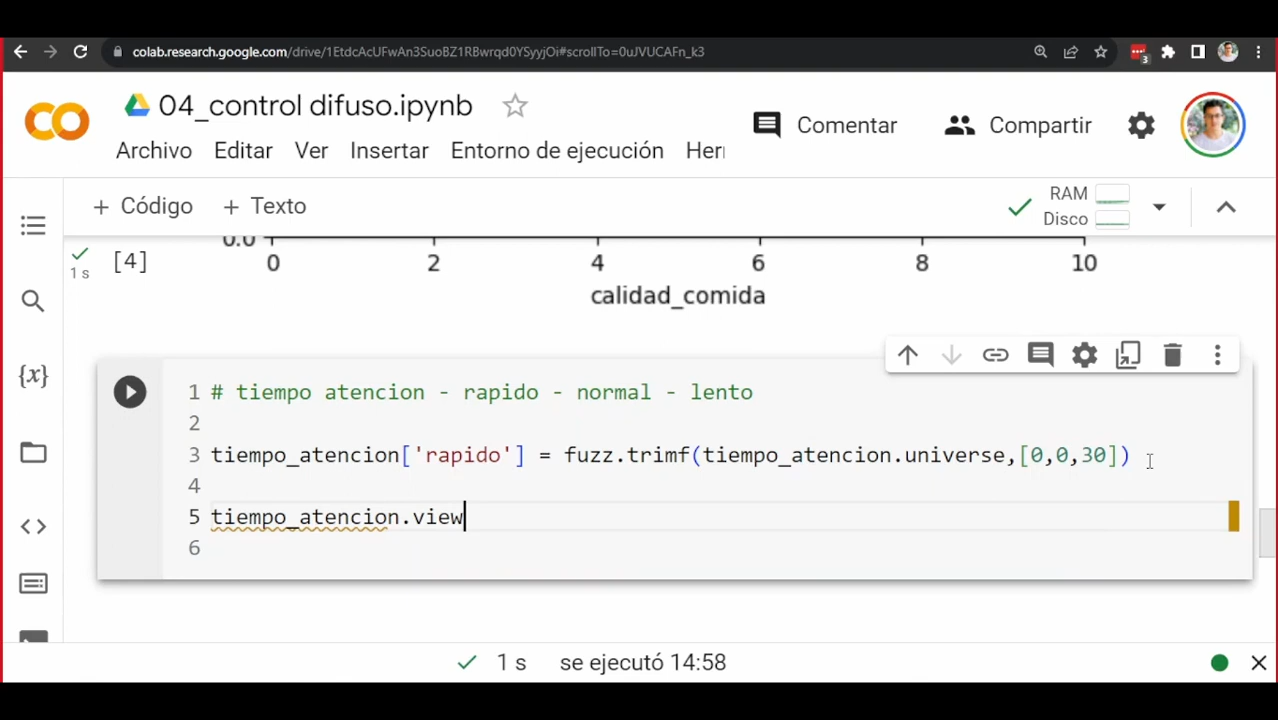 colab.research.google.com/drive/1EtdcAcUFwAn3SuoBZ1RBwrqd0YSyyjOi#scrollTo=0uJVUCAFn_k3
3
04_control difuso.ipynb
Comentar
Compartir
Archivo Editar Ver Insertar Entorno de ejecución Her
+ Código + Texto
RAM
Disco
0.0
1 s
[4]
0 2 4 6 8 10
calidad_comida
1 # tiempo atencion - rapido - normal - lento
2
3 tiempo_atencion['rapido'] = fuzz.trimf(tiempo_atencion.universe,[0,0,30])
4
5 tiempo_atencion.view
6
{x}
1 s se ejecutó 14:58